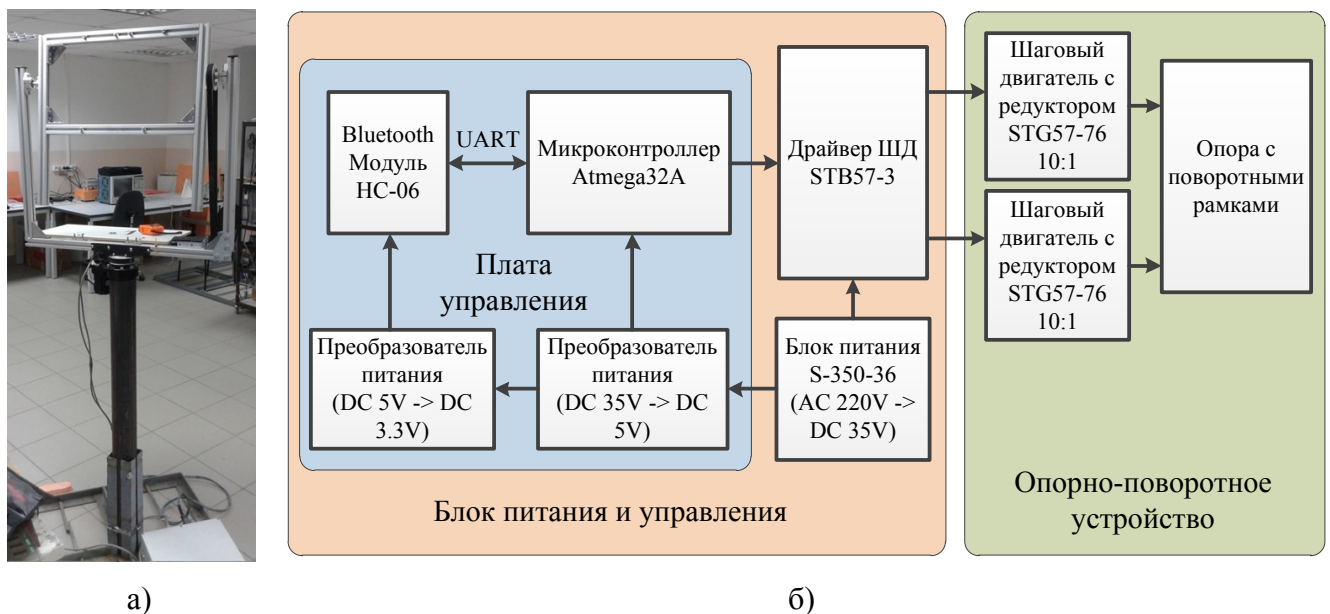 Bluetooth
Модуль
HC-06
UART
Микроконтроллер
Atmega32A
Драйвер ШД
STB57-3
Шаговый
двигатель с
редуктором
STG57-76
10:1
Шаговый
двигатель с
редуктором
STG57-76
10:1
Опора с
поворотными
рамками
Плата
управления
Преобразователь
питания
(DC 5V -> DC
3.3V)
Преобразователь
питания
(DC 35V -> DC
5V)
Блок питания
S-350-36
(AC 220V ->
DC 35V)
Блок питания и управления
Опорно-поворотное
устройство
а)
б)